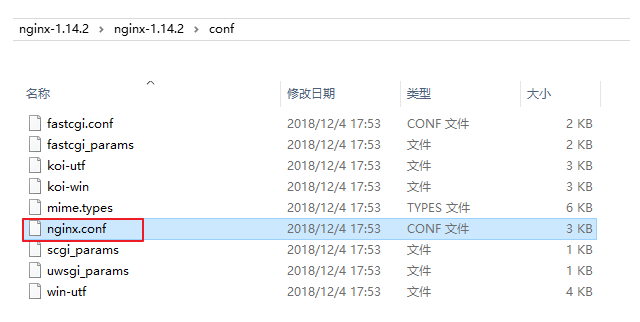 nginx-1.14.2 > nginx-1.14.2 > conf
名称 修改日期 类型 大小
fastcgi.conf 2018/12/4 17:53 CONF 文件 2 KB
fastcgi_params 2018/12/4 17:53 文件 2 KB
koi-utf 2018/12/4 17:53 文件 3 KB
koi-win 2018/12/4 17:53 文件 3 KB
mime.types 2018/12/4 17:53 TYPES 文件 6 KB
nginx.conf 2018/12/4 17:53 CONF 文件 3 KB
scgi_params 2018/12/4 17:53 文件 1 KB
uwsgi_params 2018/12/4 17:53 文件 1 KB
win-utf 2018/12/4 17:53 文件 4 KB